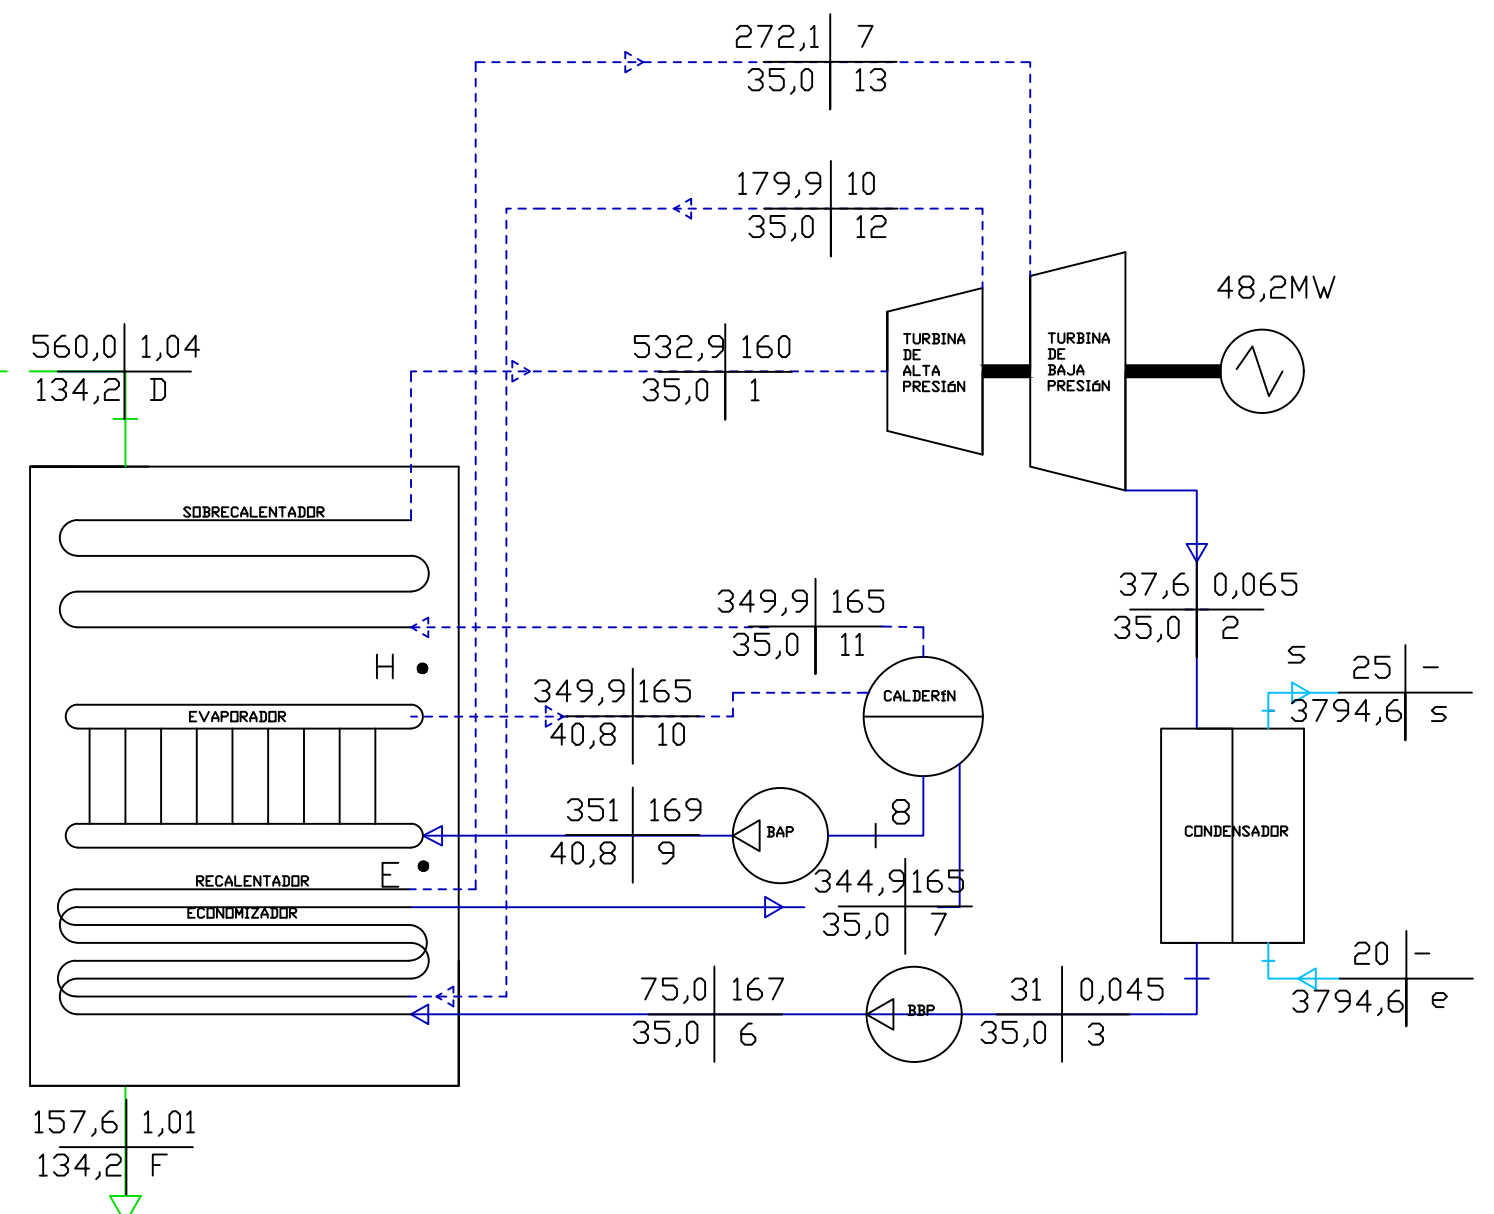 272,1 7
35,0 13
179,9 10
35,0 12
48,2MW
560,0 1,04
134,2 D
532,9 160
35,0 1
TURBINA
DE
ALTA
PRESIóN
TURBINA
DE
BAJA
PRESIóN
SOBRECALENTADOR
349,9 165
35,0 11
37,6 0,065
35,0 2
S
25 -
3794,6 S
H
349,9 165
40,8 10
EVAPORADOR
CALDERíN
351 169
40,8 9
BAP
8
CONDENSADOR
E
344,9 165
35,0 7
RECALENTADOR
ECONOMIZADOR
20 -
3794,6 e
75,0 167
35,0 6
BBP
31 0,045
35,0 3
157,6 1,01
134,2 F